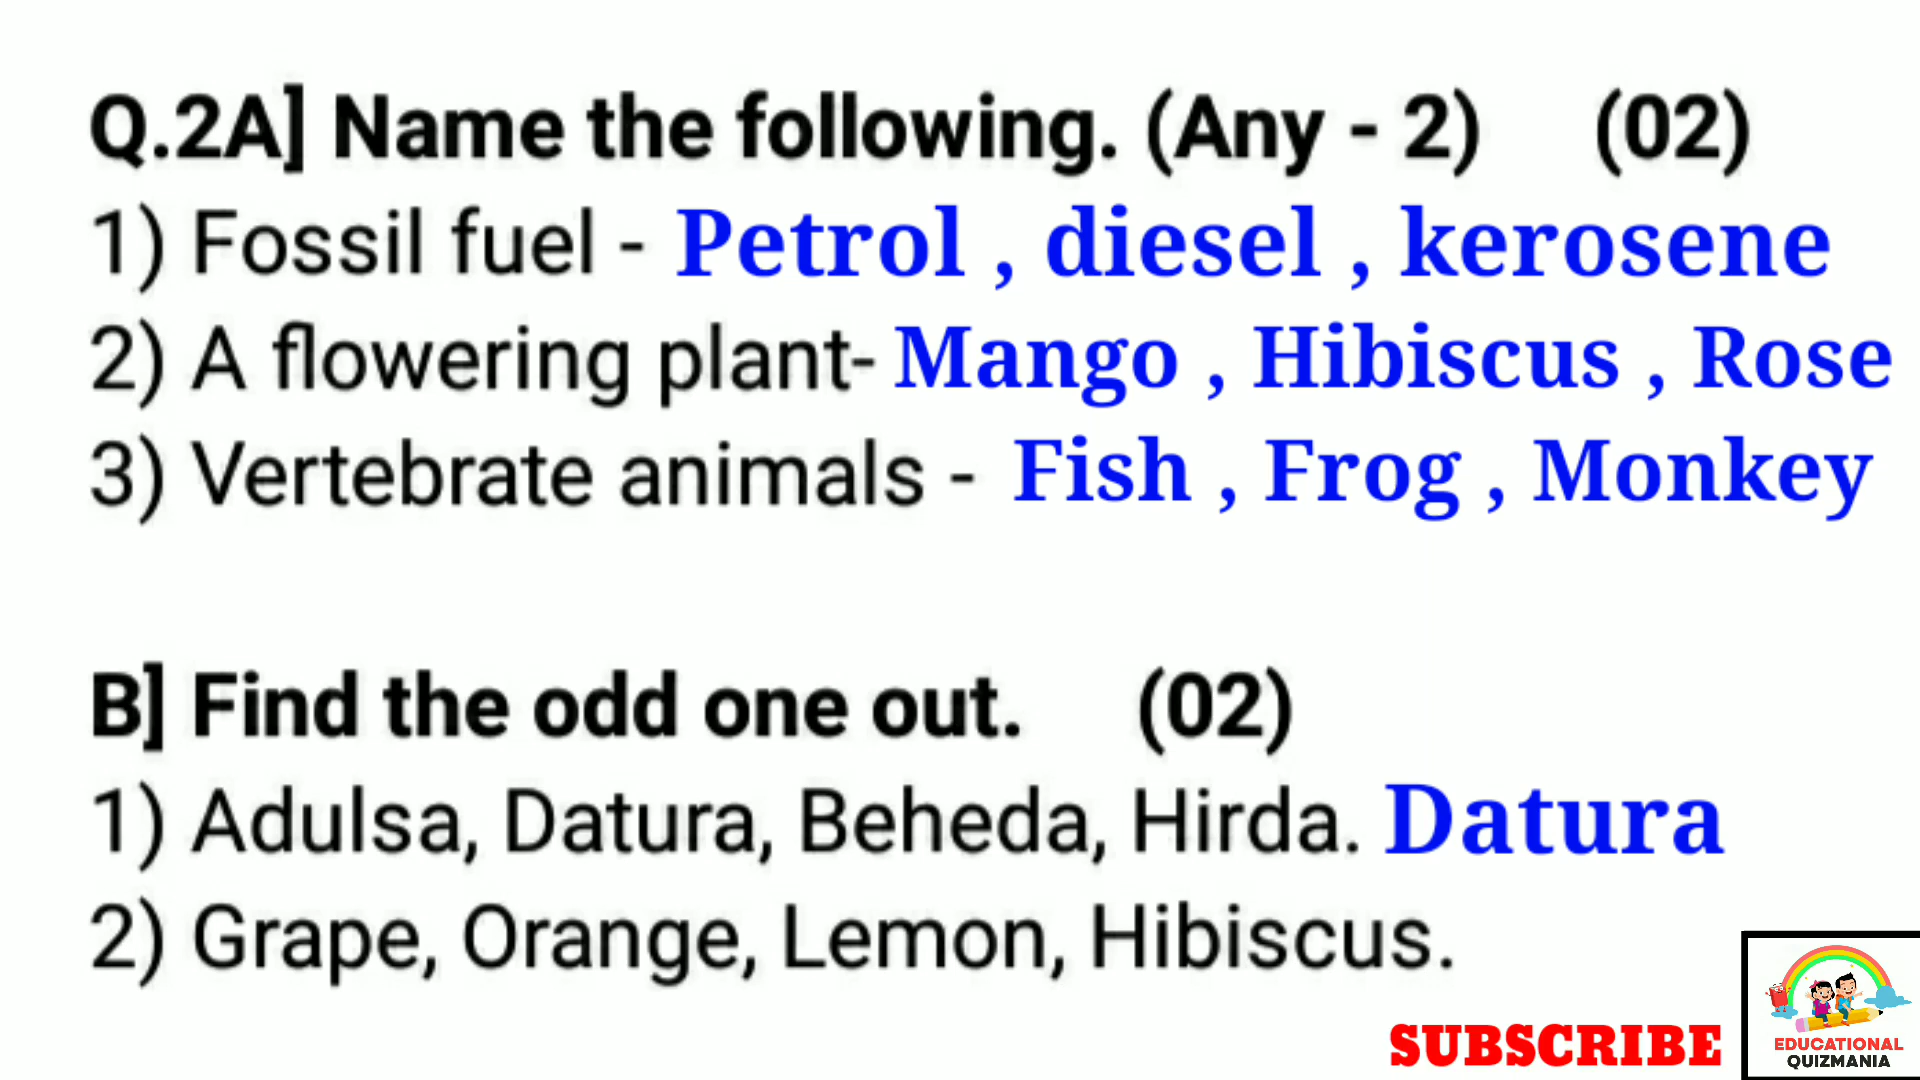 Q.2A] Name the following. (Any - 2) (02)
1) Fossil fuel - Petrol , diesel , kerosene
2) A flowering plant- Mango , Hibiscus , Rose
3) Vertebrate animals - Fish , Frog , Monkey
B] Find the odd one out. (02)
1) Adulsa, Datura, Beheda, Hirda. Datura
2) Grape, Orange, Lemon, Hibiscus.
SUBSCRIBE
EDUCATIONAL
QUIZMANIA